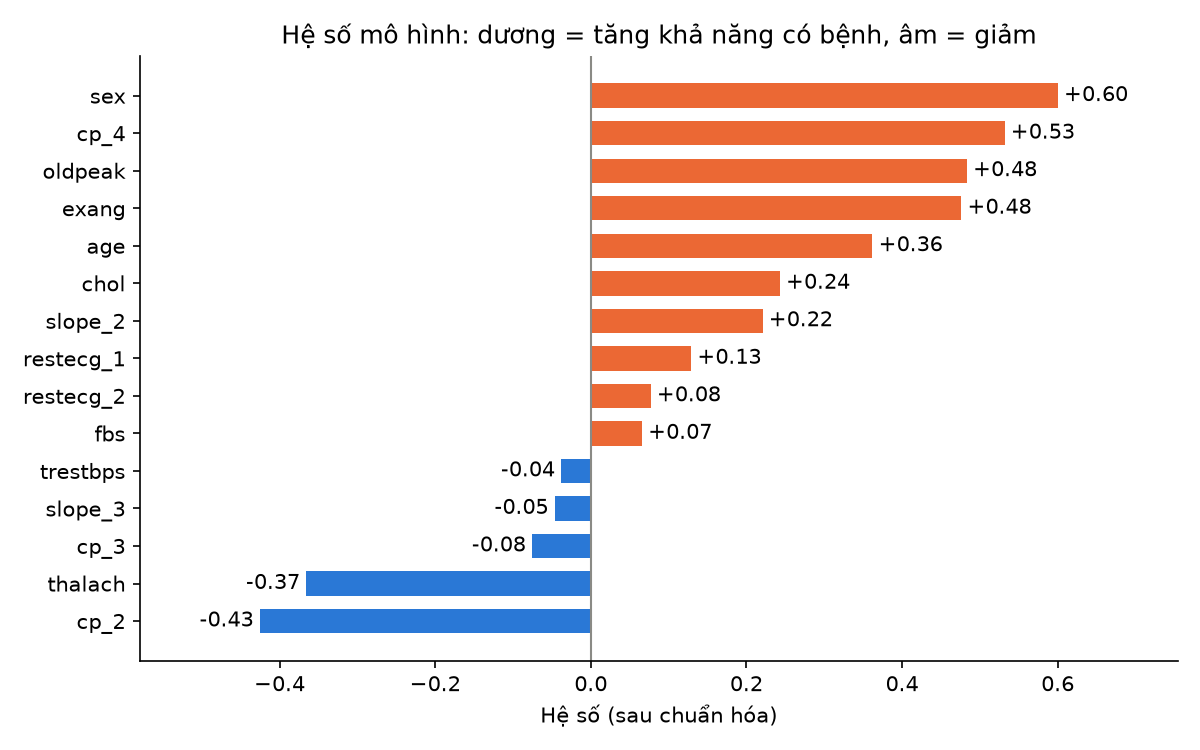 Hệ số mô hình: dương = tăng khả năng có bệnh, âm = giảm
sex +0.60
cp_4 +0.53
oldpeak +0.48
exang +0.48
age +0.36
chol +0.24
slope_2 +0.22
restecg_1 +0.13
restecg_2 +0.08
fbs +0.07
trestbps -0.04
slope_3 -0.05
cp_3 -0.08
thalach -0.37
cp_2 -0.43
−0.4 −0.2 0.0 0.2 0.4 0.6
Hệ số (sau chuẩn hóa)